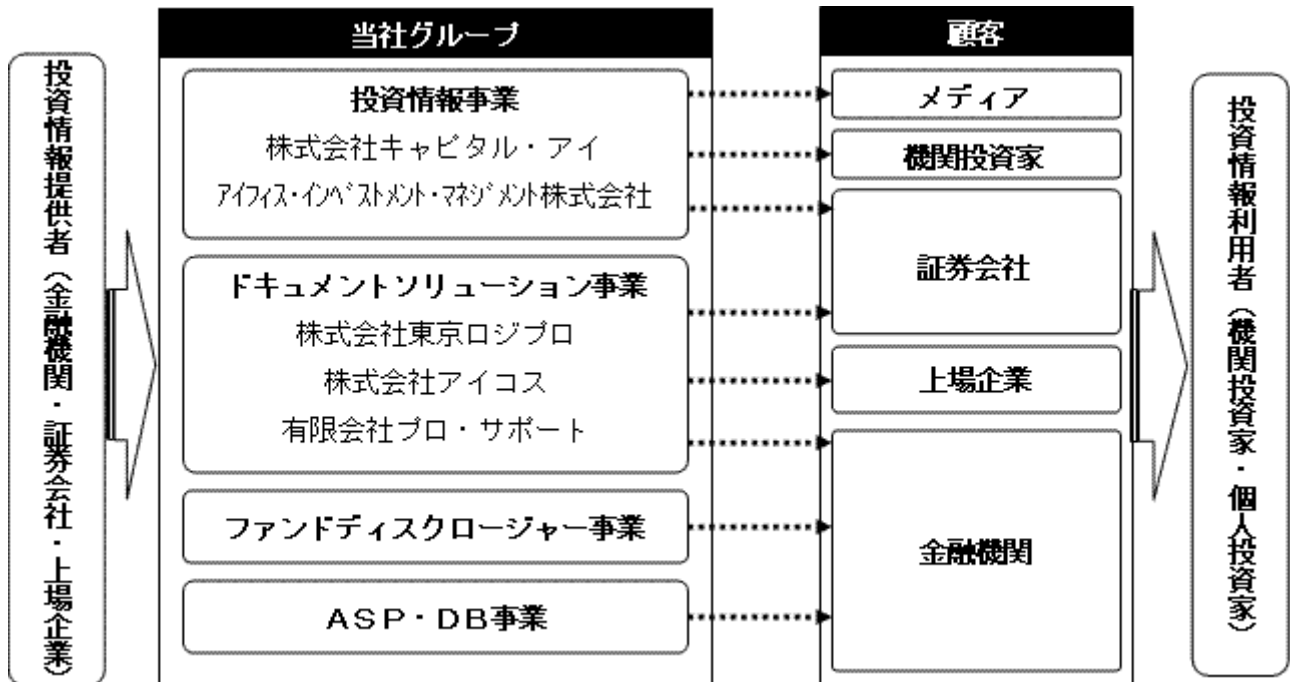 投資情報提供者（金融機関・証券会社・上場企業）
当社グループ
投資情報事業
株式会社キャピタル・アイ
アイフィス・インベストメント・マネジメント株式会社
ドキュメントソリューション事業
株式会社東京ロジプロ
株式会社アイコス
有限会社プロ・サポート
ファンドディスクロージャー事業
ＡＳＰ・ＤＢ事業
顧客
メディア
機関投資家
証券会社
上場企業
金融機関
投資情報利用者（機関投資家・個人投資家）